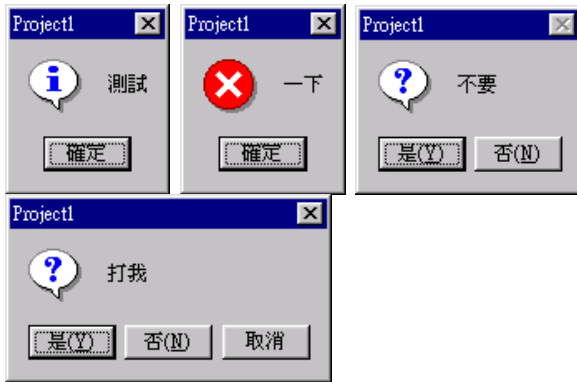 Project1
測試
確定
Project1
一下
確定
Project1
不要
是(Y) 否(N)
Project1
打我
是(Y) 否(N) 取消